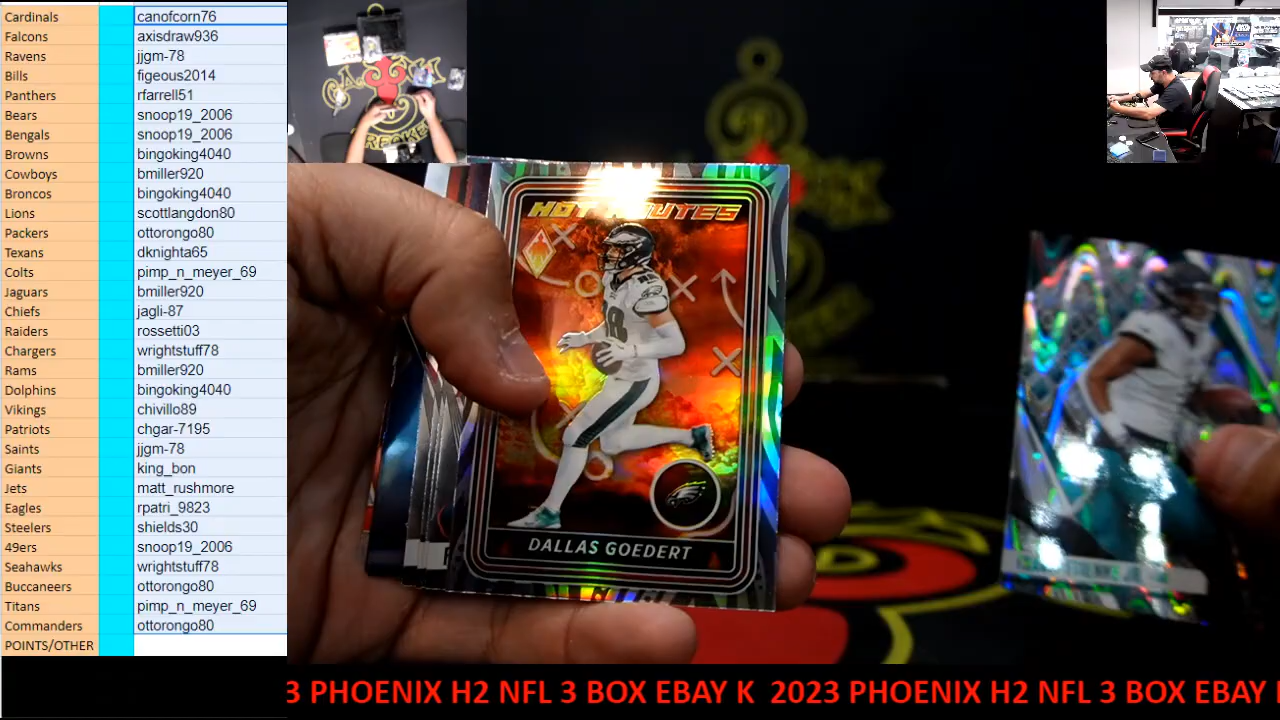 Cardinals canofcorn76
Falcons axisdraw936
Ravens jjgm-78
Bills figeous2014
Panthers rfarrell51
Bears snoop19_2006
Bengals snoop19_2006
Browns bingoking4040
Cowboys bmiller920
Broncos bingoking4040
Lions scottlangdon80
Packers ottorongo80
Texans dknighta65
Colts pimp_n_meyer_69
Jaguars bmiller920
Chiefs jagli-87
Raiders rossetti03
Chargers wrightstuff78
Rams bmiller920
Dolphins bingoking4040
Vikings chivillo89
Patriots chgar-7195
Saints jjgm-78
Giants king_bon
Jets matt_rushmore
Eagles rpatri_9823
Steelers shields30
49ers snoop19_2006
Seahawks wrightstuff78
Buccaneers ottorongo80
Titans pimp_n_meyer_69
Commanders ottorongo80
POINTS/OTHER
HOT ROUTES
DALLAS GOEDERT
3 PHOENIX H2 NFL 3 BOX EBAY K 2023 PHOENIX H2 NFL 3 BOX EBAY